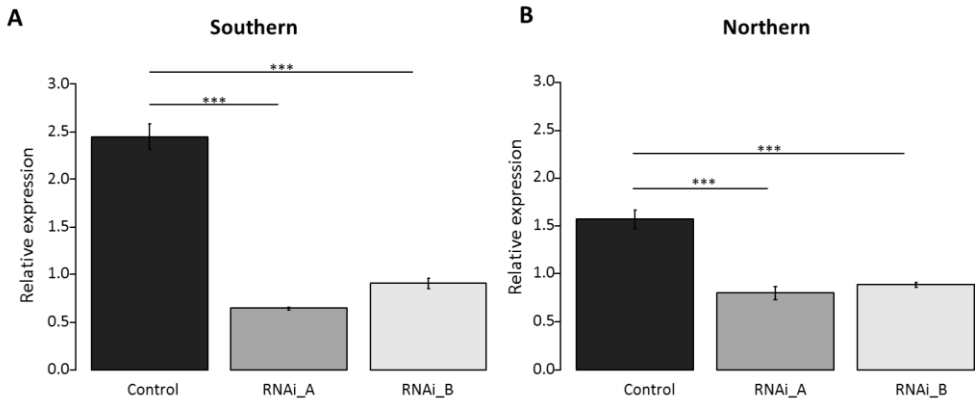 A
Southern
***
***
3.0
2.5
2.0
1.5
1.0
0.5
0.0
Relative expression
Control
RNAi_A
RNAi_B
B
Northern
***
***
3.0
2.5
2.0
1.5
1.0
0.5
0.0
Relative expression
Control
RNAi_A
RNAi_B